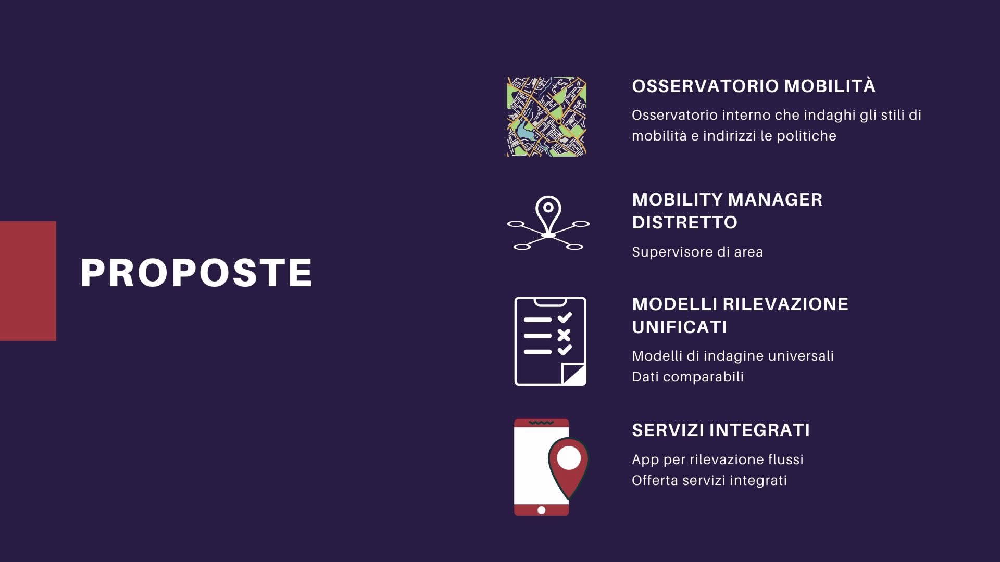 PROPOSTE
OSSERVATORIO MOBILITÀ
Osservatorio interno che indaghi gli stili di
mobilità e indirizzi le politiche
MOBILITY MANAGER
DISTRETTO
Supervisore di area
MODELLI RILEVAZIONE
UNIFICATI
Modelli di indagine universali
Dati comparabili
SERVIZI INTEGRATI
App per rilevazione flussi
Offerta servizi integrati